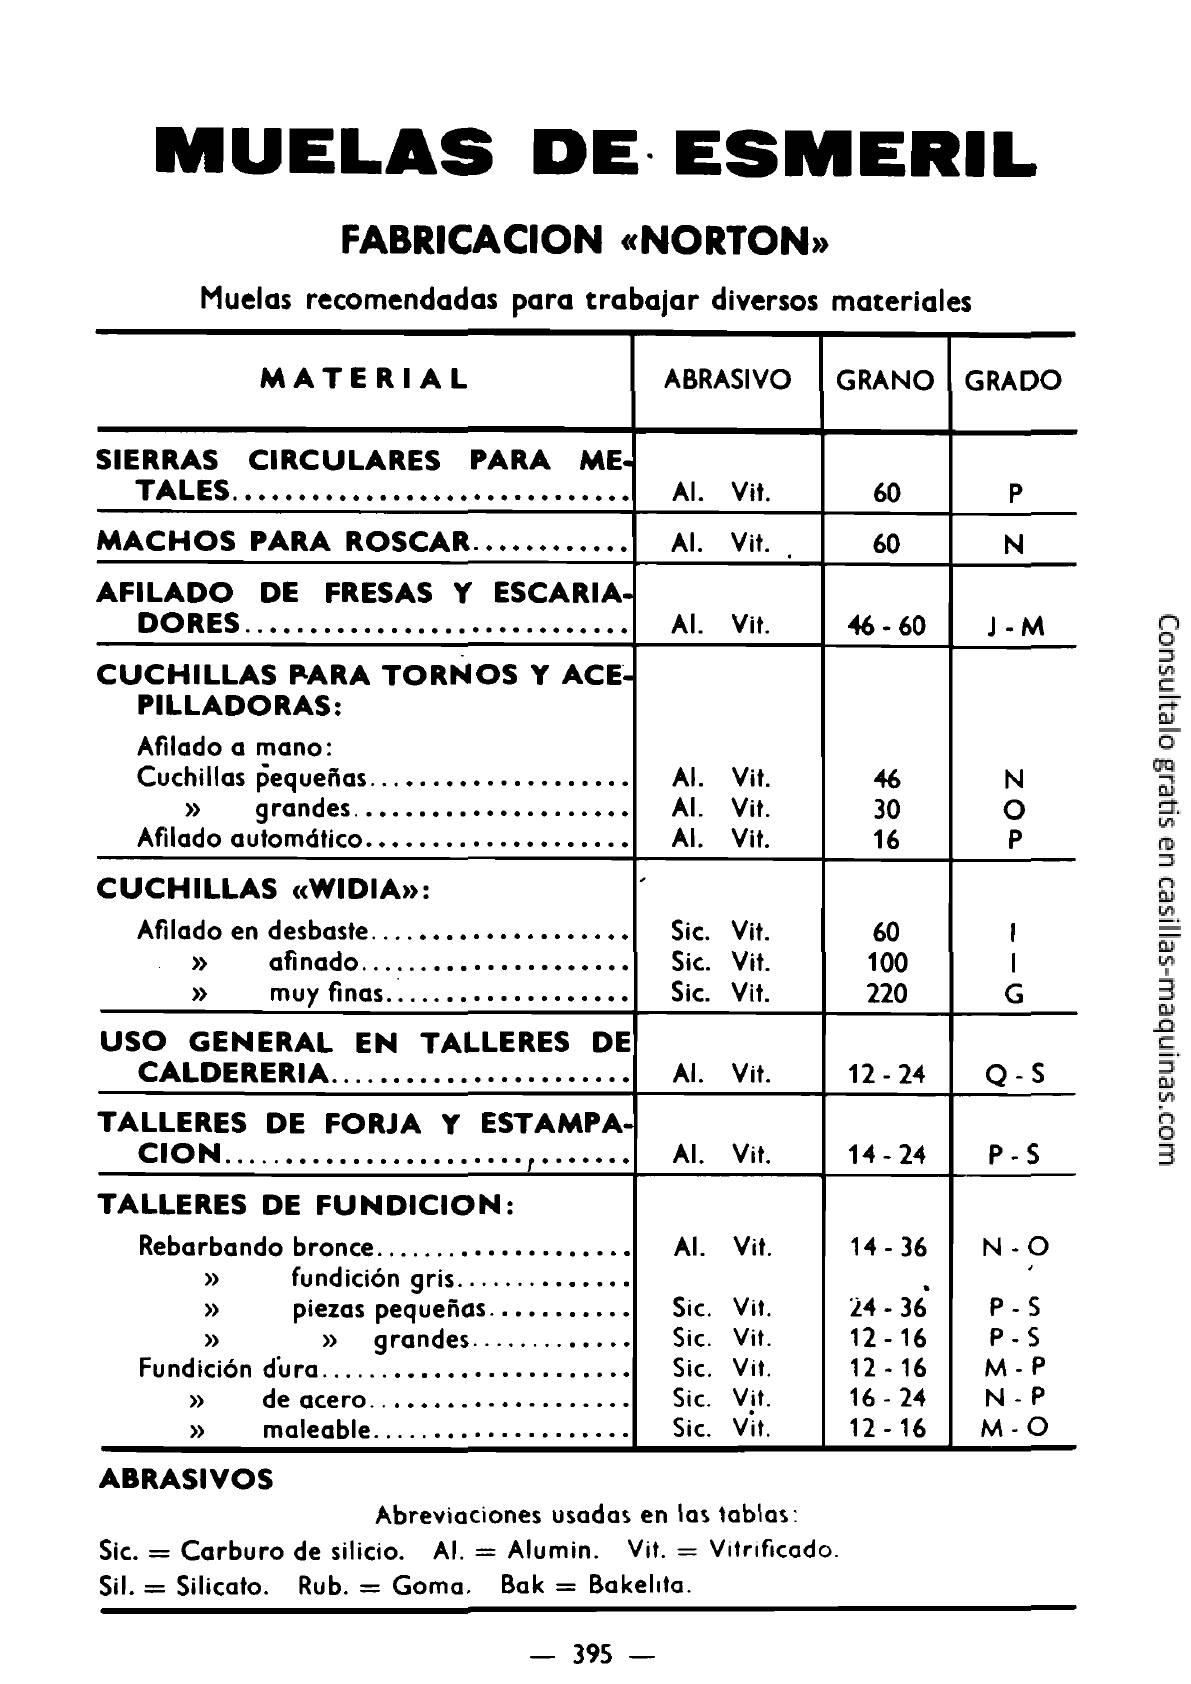 MUELAS DE ESMERIL
FABRICACION «NORTON»
Muelas recomendadas para trabajar diversos materiales
MATERIAL ABRASIVO GRANO GRADO
SIERRAS CIRCULARES PARA ME-
TALES.............................. Al. Vit. 60 P
MACHOS PARA ROSCAR............ Al. Vit. 60 N
AFILADO DE FRESAS Y ESCARIA-
DORES............................. Al. Vit. 46 - 60 J - M
CUCHILLAS PARA TORNOS Y ACE-
PILLADORAS:
Afilado a mano:
Cuchillas pequeñas.................... Al. Vit. 46 N
» grandes..................... Al. Vit. 30 O
Afilado automático.................... Al. Vit. 16 P
CUCHILLAS «WIDIA»:
Afilado en desbaste.................... Sic. Vit. 60 I
» afinado..................... Sic. Vit. 100 I
» muy finas................... Sic. Vit. 220 G
USO GENERAL EN TALLERES DE
CALDERERIA....................... Al. Vit. 12 - 24 Q - S
TALLERES DE FORJA Y ESTAMPA-
CION............................... Al. Vit. 14 - 24 P - S
TALLERES DE FUNDICION:
Rebarbando bronce.................... Al. Vit. 14 - 36 N - O
» fundición gris..............
» piezas pequeñas........... Sic. Vit. 24 - 36 P - S
» » grandes............. Sic. Vit. 12 - 16 P - S
Fundición dura........................ Sic. Vit. 12 - 16 M - P
» de acero.................... Sic. Vit. 16 - 24 N - P
» maleable.................... Sic. Vit. 12 - 16 M - O
ABRASIVOS
Abreviaciones usadas en las tablas:
Sic. = Carburo de silicio. Al. = Alumin. Vit. = Vitrificado.
Sil. = Silicato. Rub. = Goma. Bak = Bakelita.
— 395 —
Consultalo gratis en casillas-maquinas.com